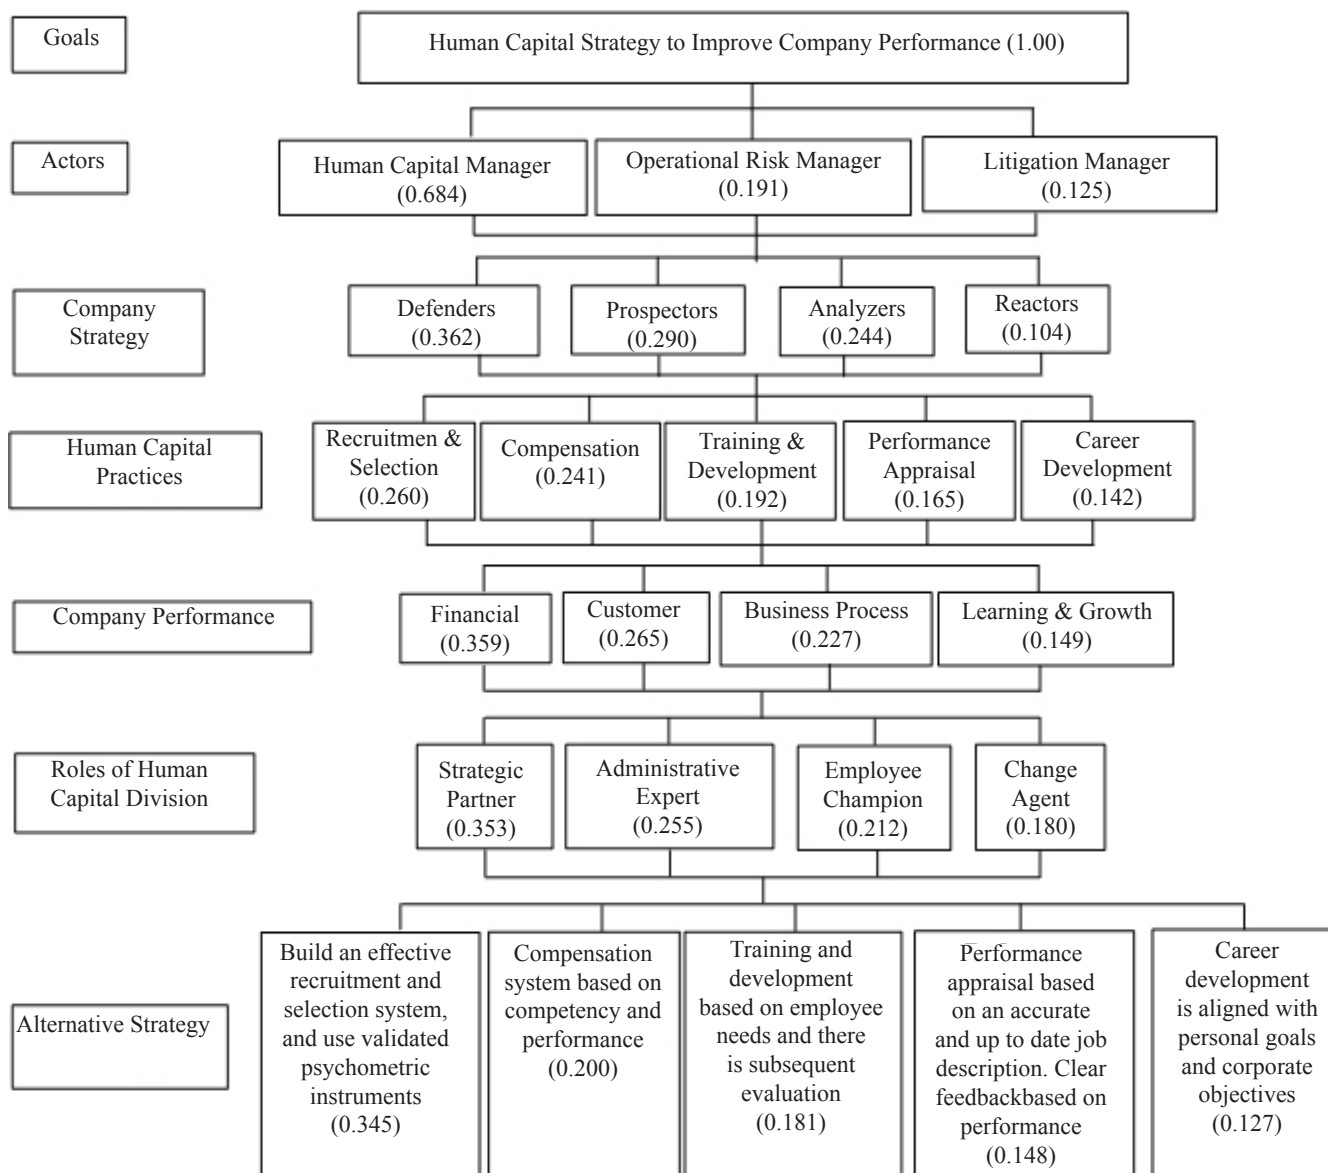 Goals
Human Capital Strategy to Improve Company Performance (1.00)
Actors
Human Capital Manager
(0.684)
Operational Risk Manager
(0.191)
Litigation Manager
(0.125)
Company
Strategy
Defenders
(0.362)
Prospectors
(0.290)
Analyzers
(0.244)
Reactors
(0.104)
Human Capital
Practices
Recruitmen &
Selection
(0.260)
Compensation
(0.241)
Training &
Development
(0.192)
Performance
Appraisal
(0.165)
Career
Development
(0.142)
Company Performance
Financial
(0.359)
Customer
(0.265)
Business Process
(0.227)
Learning & Growth
(0.149)
Roles of Human
Capital Division
Strategic
Partner
(0.353)
Administrative
Expert
(0.255)
Employee
Champion
(0.212)
Change
Agent
(0.180)
Alternative Strategy
Build an effective
recruitment and
selection system,
and use validated
psychometric
instruments
(0.345)
Compensation
system based on
competency and
performance
(0.200)
Training and
development
based on employee
needs and there
is subsequent
evaluation
(0.181)
Performance
appraisal based
on an accurate
and up to date job
description. Clear
feedbackbased on
performance
(0.148)
Career
development
is aligned with
personal goals
and corporate
objectives
(0.127)